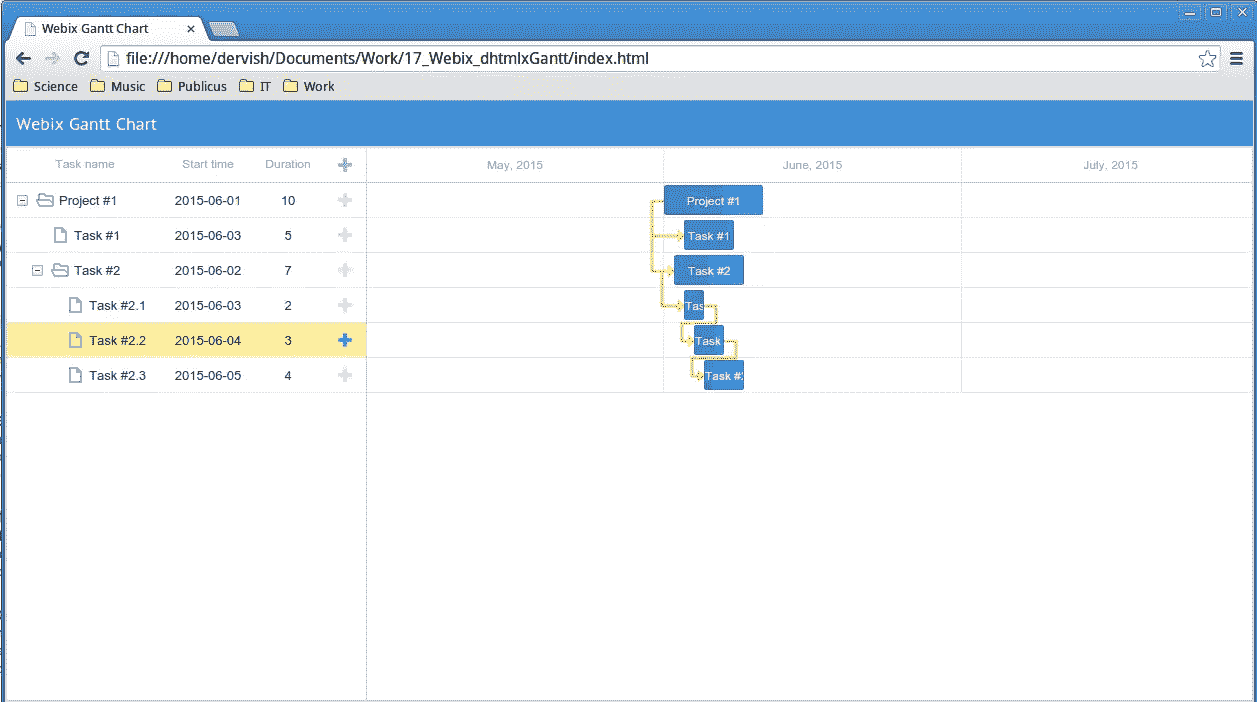 Webix Gantt Chart
file:///home/dervish/Documents/Work/17_Webix_dhtmlxGantt/index.html
Science Music Publicus IT Work
Webix Gantt Chart
Task name Start time Duration May, 2015 June, 2015 July, 2015
Project #1 2015-06-01 10 Project #1
Task #1 2015-06-03 5 Task #1
Task #2 2015-06-02 7 Task #2
Task #2.1 2015-06-03 2 Tas
Task #2.2 2015-06-04 3 Task
Task #2.3 2015-06-05 4 Task #